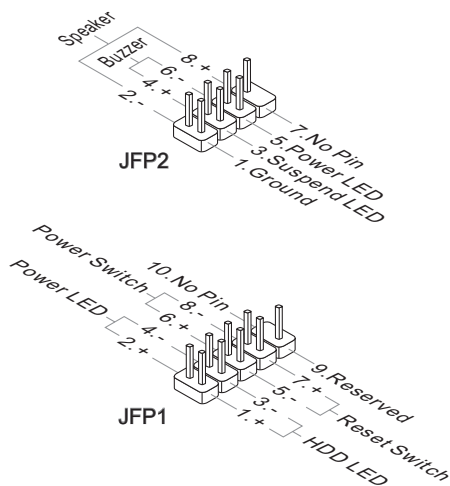 Speaker
Buzzer
8.+
6.-
4.+
2.-
7.No Pin
5.Power LED
3.Suspend LED
1.Ground
JFP2
Power Switch
Power LED
10.No Pin
8.-
6.+
4.-
2.+
9.Reserved
7.+
5.-
Reset Switch
3.-
1.+
HDD LED
JFP1